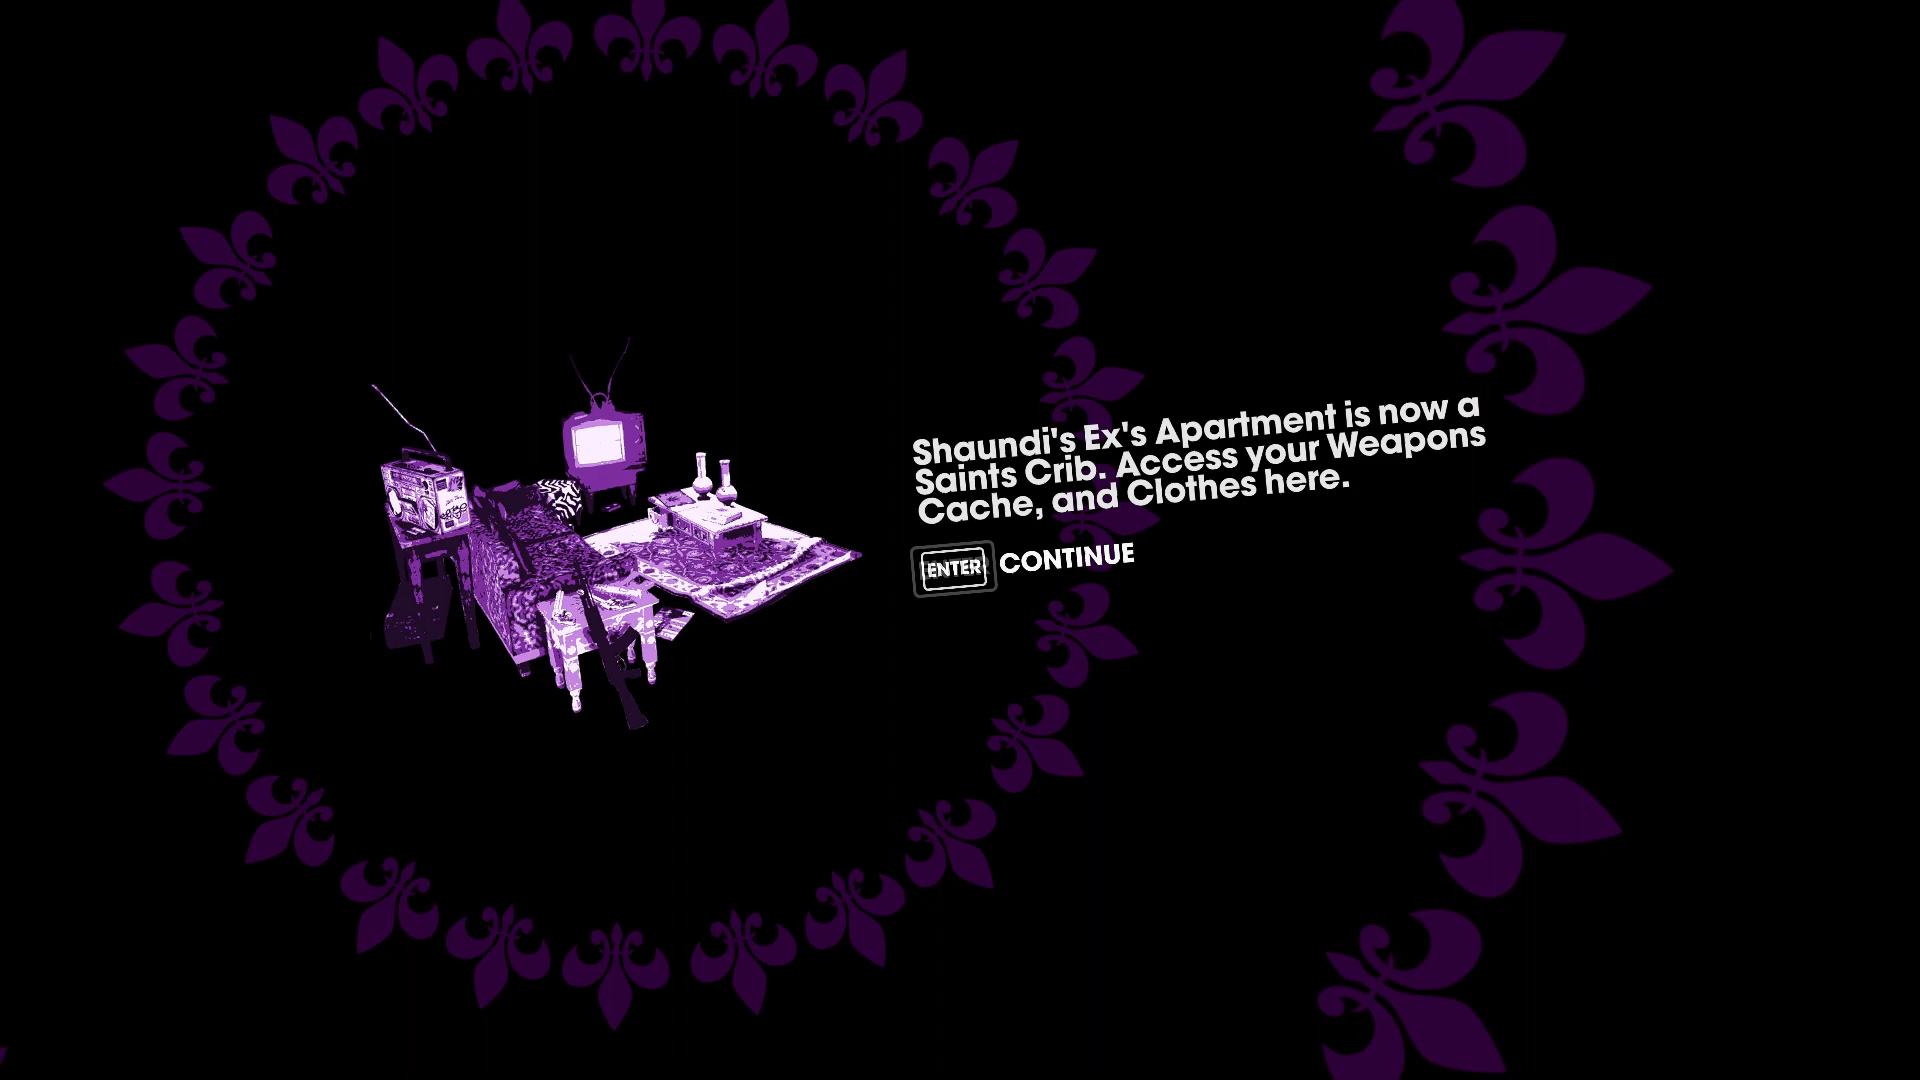 Shaundi's Ex's Apartment is now a
Saints Crib. Access your Weapons
Cache, and Clothes here.
ENTER CONTINUE